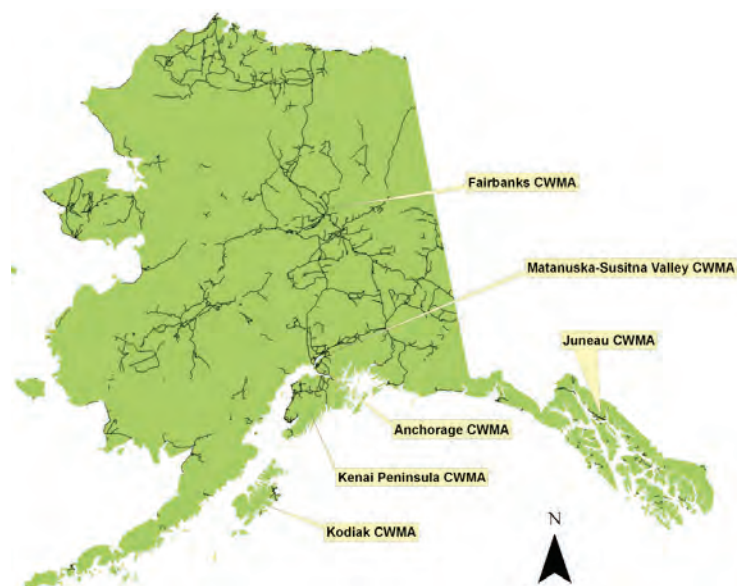 Fairbanks CWMA
Matanuska-Susitna Valley CWMA
Juneau CWMA
Anchorage CWMA
Kenai Peninsula CWMA
Kodiak CWMA
N